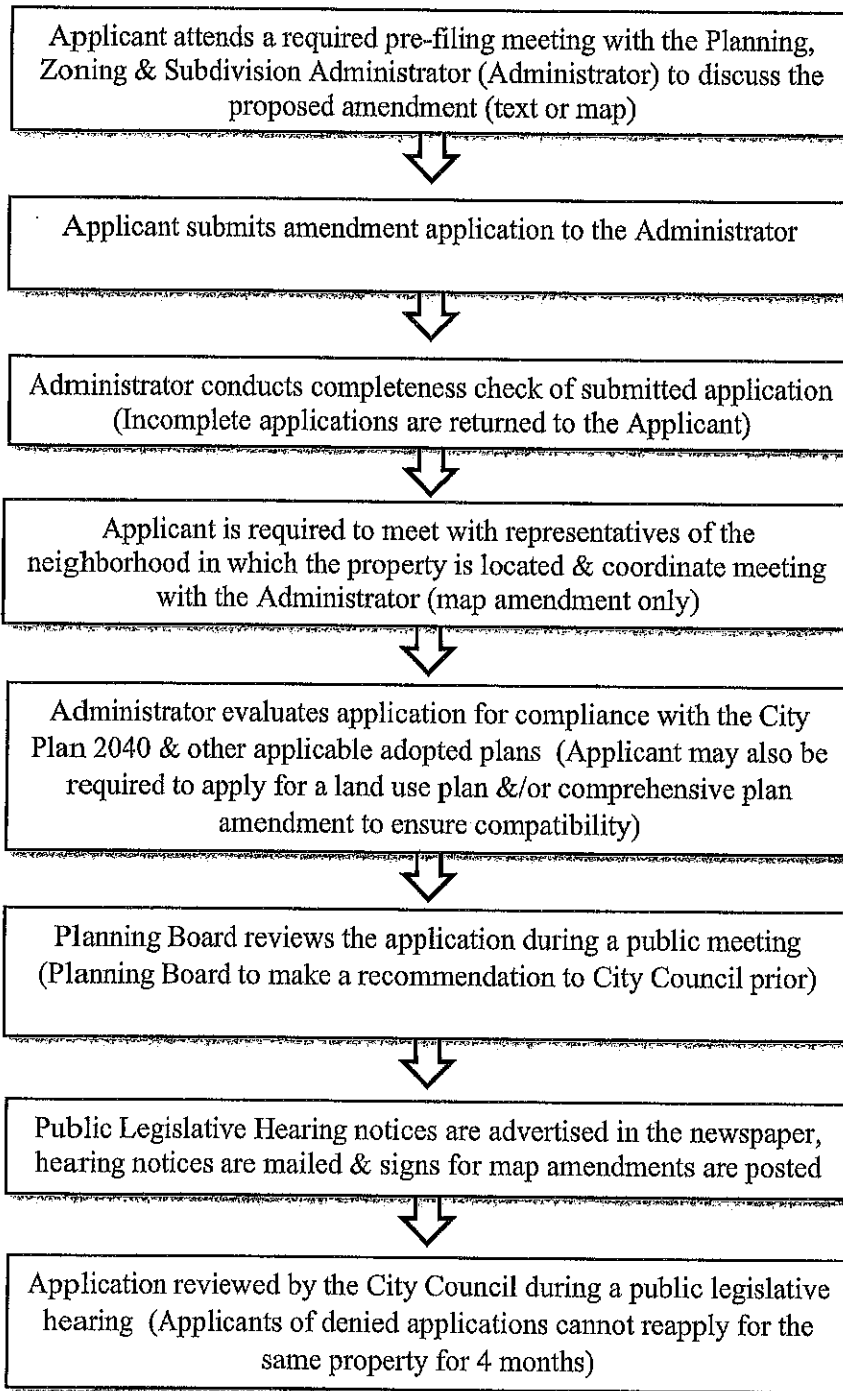 Applicant attends a required pre-filing meeting with the Planning,
Zoning & Subdivision Administrator (Administrator) to discuss the
proposed amendment (text or map)
Applicant submits amendment application to the Administrator
Administrator conducts completeness check of submitted application
(Incomplete applications are returned to the Applicant)
Applicant is required to meet with representatives of the
neighborhood in which the property is located & coordinate meeting
with the Administrator (map amendment only)
Administrator evaluates application for compliance with the City
Plan 2040 & other applicable adopted plans (Applicant may also be
required to apply for a land use plan &/or comprehensive plan
amendment to ensure compatibility)
Planning Board reviews the application during a public meeting
(Planning Board to make a recommendation to City Council prior)
Public Legislative Hearing notices are advertised in the newspaper,
hearing notices are mailed & signs for map amendments are posted
Application reviewed by the City Council during a public legislative
hearing (Applicants of denied applications cannot reapply for the
same property for 4 months)